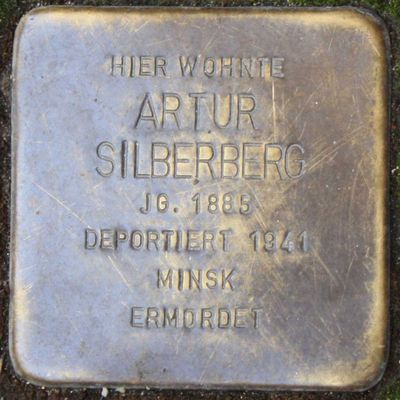 HIER WOHNTE
ARTUR
SILBERBERG
JG. 1885
DEPORTIERT 1941
MINSK
ERMORDET